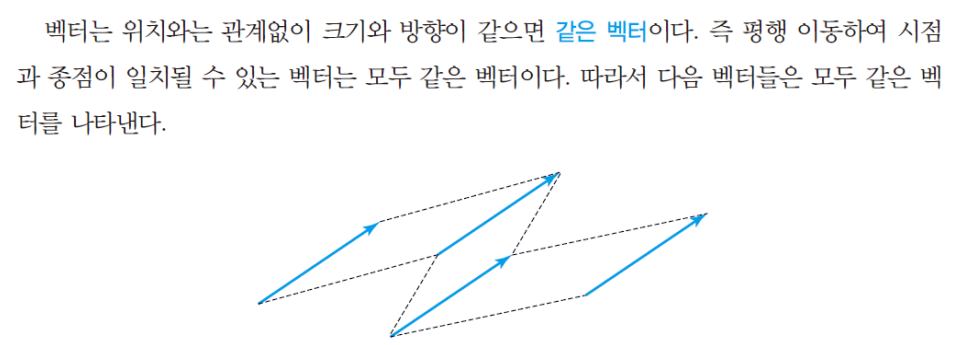 벡터는 위치와는 관계없이 크기와 방향이 같으면 같은 벡터이다. 즉 평행 이동하여 시점
과 종점이 일치될 수 있는 벡터는 모두 같은 벡터이다. 따라서 다음 벡터들은 모두 같은 벡
터를 나타낸다.